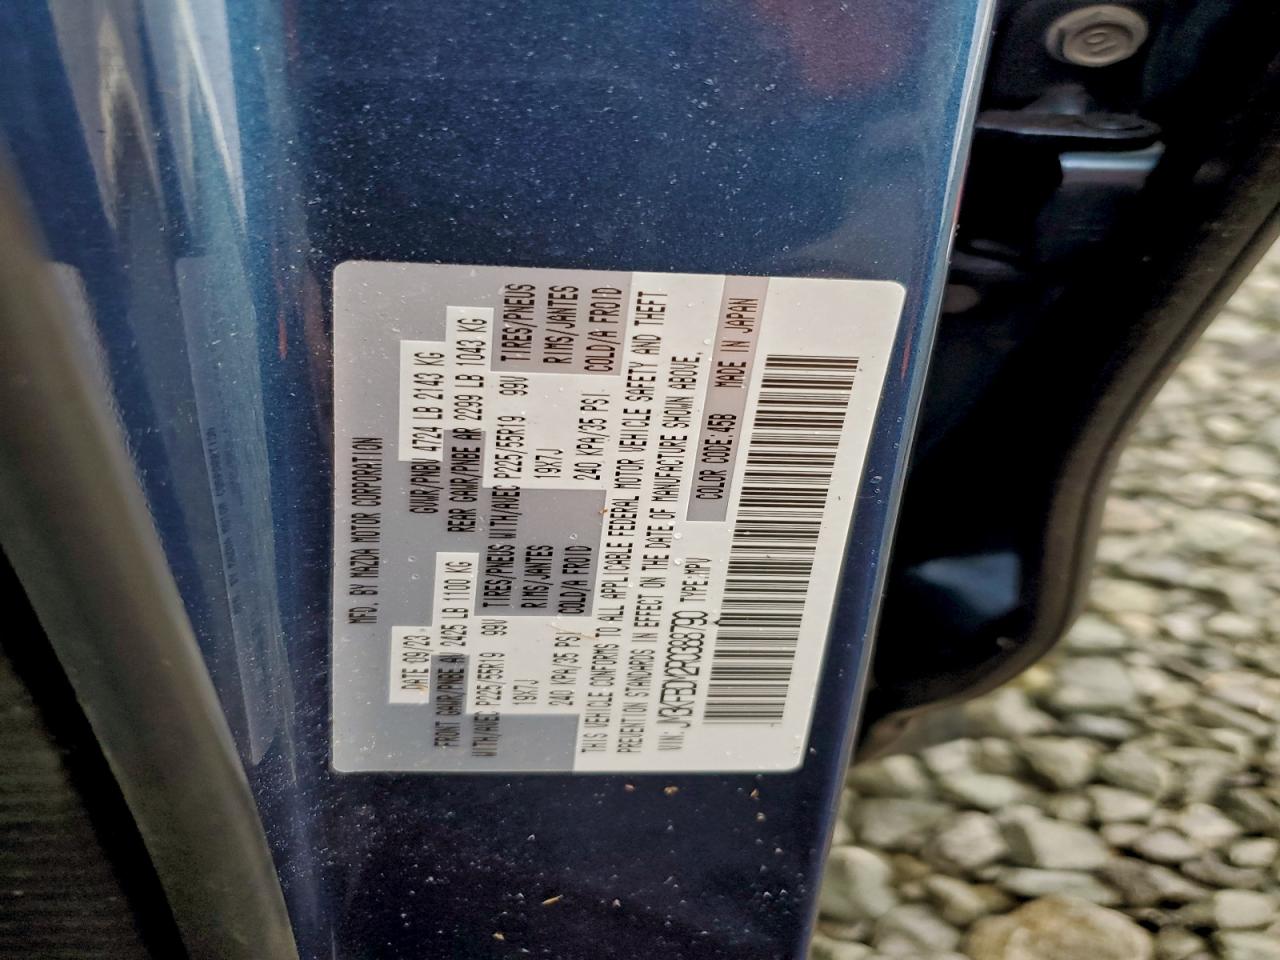 MFD. BY MAZDA MOTOR CORPORATION
DATE:09/23 GVWR/PNBV 4724 LB 2143 KG
FRONT GAWR/PNBE AV 2425 LB 1100 KG REAR GAWR/PNBE AR 2299 LB 1043 KG
WITH/AVEC P225/55R19 99V TIRES/PNEUS WITH/AVEC P225/55R19 99V TIRES/PNEUS
19X7J RIMS/JANTES 19X7J RIMS/JANTES
240 KPA/35 PSI COLD/A FROID 240 KPA/35 PSI COLD/A FROID
THIS VEHICLE CONFORMS TO ALL APPLICABLE FEDERAL MOTOR VEHICLE SAFETY AND THEFT
PREVENTION STANDARDS IN EFFECT ON THE DATE OF MANUFACTURE SHOWN ABOVE.
VIN: TYPE:MPV
COLOR CODE:45B MADE IN JAPAN